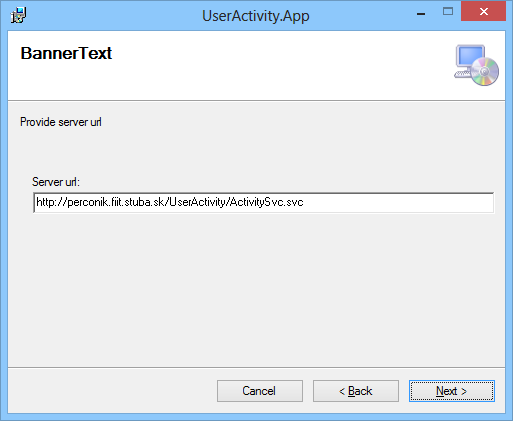 UserActivity.App
BannerText
Provide server url
Server url:
http://perconik.fiit.stuba.sk/UserActivity/ActivitySvc.svc
Cancel
< Back
Next >